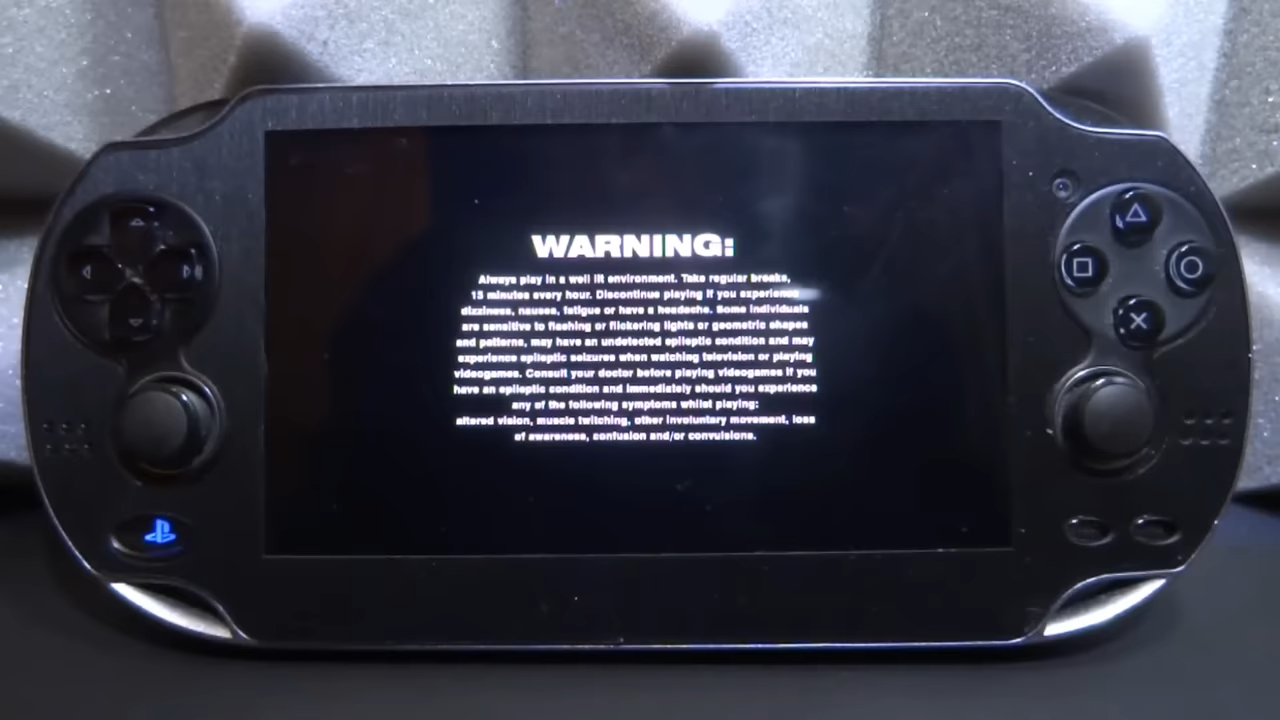 WARNING:
Always play in a well lit environment. Take regular breaks,
15 minutes every hour. Discontinue playing if you experience
dizziness, nausea, fatigue or have a headache. Some individuals
are sensitive to flashing or flickering lights or geometric shapes
and patterns, may have an undetected epileptic condition and may
experience epileptic seizures when watching television or playing
videogames. Consult your doctor before playing videogames if you
have an epileptic condition and immediately should you experience
any of the following symptoms whilst playing:
altered vision, muscle twitching, other involuntary movement, loss
of awareness, confusion and/or convulsions.